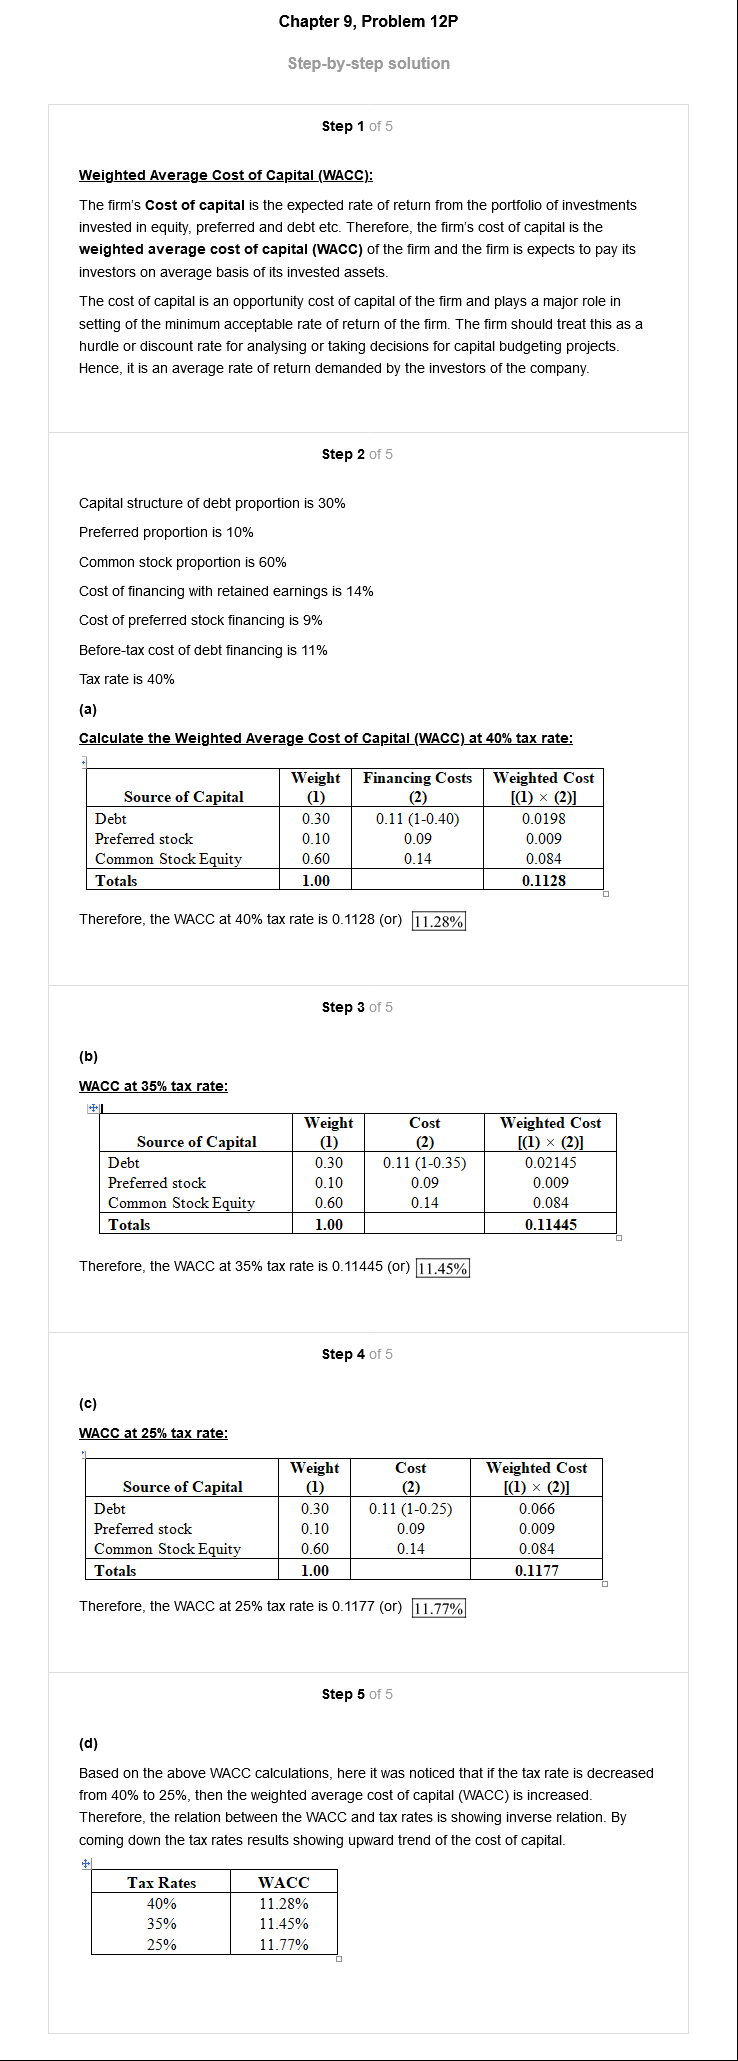 Chapter 9, Problem 12P
Step-by-step solution
Step 1 of 5
Weighted Average Cost of Capital (WACC):
The firm's Cost of capital is the expected rate of return from the portfolio of investments
invested in equity, preferred and debt etc. Therefore, the firm's cost of capital is the
weighted average cost of capital (WACC) of the firm and the firm is expects to pay its
investors on average basis of its invested assets.
The cost of capital is an opportunity cost of capital of the firm and plays a major role in
setting of the minimum acceptable rate of return of the firm. The firm should treat this as a
hurdle or discount rate for analysing or taking decisions for capital budgeting projects.
Hence, it is an average rate of return demanded by the investors of the company.
Step 2 of 5
Capital structure of debt proportion is 30%
Preferred proportion is 10%
Common stock proportion is 60%
Cost of financing with retained earnings is 14%
Cost of preferred stock financing is 9%
Before-tax cost of debt financing is 11%
Tax rate is 40%
(a)
Calculate the Weighted Average Cost of Capital (WACC) at 40% tax rate:
Weight Financing Costs Weighted Cost
Source of Capital (1) (2) [(1) × (2)]
Debt 0.30 0.11 (1-0.40) 0.0198
Preferred stock 0.10 0.09 0.009
Common Stock Equity 0.60 0.14 0.084
Totals 1.00 0.1128
Therefore, the WACC at 40% tax rate is 0.1128 (or) 11.28%
Step 3 of 5
(b)
WACC at 35% tax rate:
Weight Cost Weighted Cost
Source of Capital (1) (2) [(1) × (2)]
Debt 0.30 0.11 (1-0.35) 0.02145
Preferred stock 0.10 0.09 0.009
Common Stock Equity 0.60 0.14 0.084
Totals 1.00 0.11445
Therefore, the WACC at 35% tax rate is 0.11445 (or) 11.45%
Step 4 of 5
(c)
WACC at 25% tax rate:
Weight Cost Weighted Cost
Source of Capital (1) (2) [(1) × (2)]
Debt 0.30 0.11 (1-0.25) 0.066
Preferred stock 0.10 0.09 0.009
Common Stock Equity 0.60 0.14 0.084
Totals 1.00 0.1177
Therefore, the WACC at 25% tax rate is 0.1177 (or) 11.77%
Step 5 of 5
(d)
Based on the above WACC calculations, here it was noticed that if the tax rate is decreased
from 40% to 25%, then the weighted average cost of capital (WACC) is increased.
Therefore, the relation between the WACC and tax rates is showing inverse relation. By
coming down the tax rates results showing upward trend of the cost of capital.
Tax Rates WACC
40% 11.28%
35% 11.45%
25% 11.77%